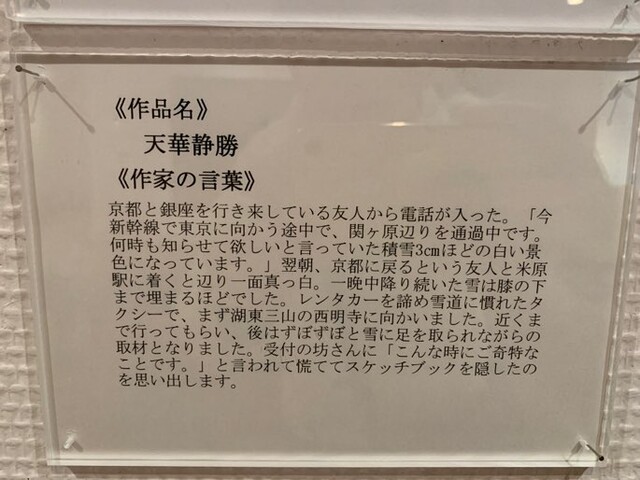 《作品名》
天華静勝
《作家の言葉》
京都と銀座を行き来している友人から電話が入った。「今
新幹線で東京に向かう途中で、関ヶ原辺りを通過中です。
何時も知らせて欲しいと言っていた積雪3cmほどの白い景
色になっています。」翌朝、京都に戻るという友人と米原
駅に着くと辺り一面真っ白。一晩中降り続いた雪は膝の下
まで埋まるほどでした。レンタカーを諦め雪道に慣れたタ
クシーで、まず湖東三山の西明寺に向かいました。近くま
で行ってもらい、後はずぼずぼと雪に足を取られながらの
取材となりました。受付の坊さんに「こんな時にご奇特な
ことです。」と言われて慌ててスケッチブックを隠したの
を思い出します。